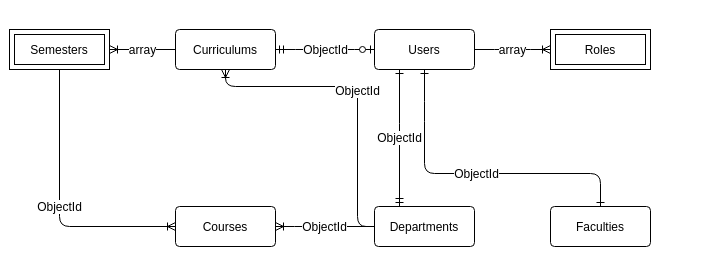 Semesters
array
Curriculums
ObjectId
Users
array
Roles
ObjectId
ObjectId
ObjectId
ObjectId
Courses
ObjectId
Departments
Faculties